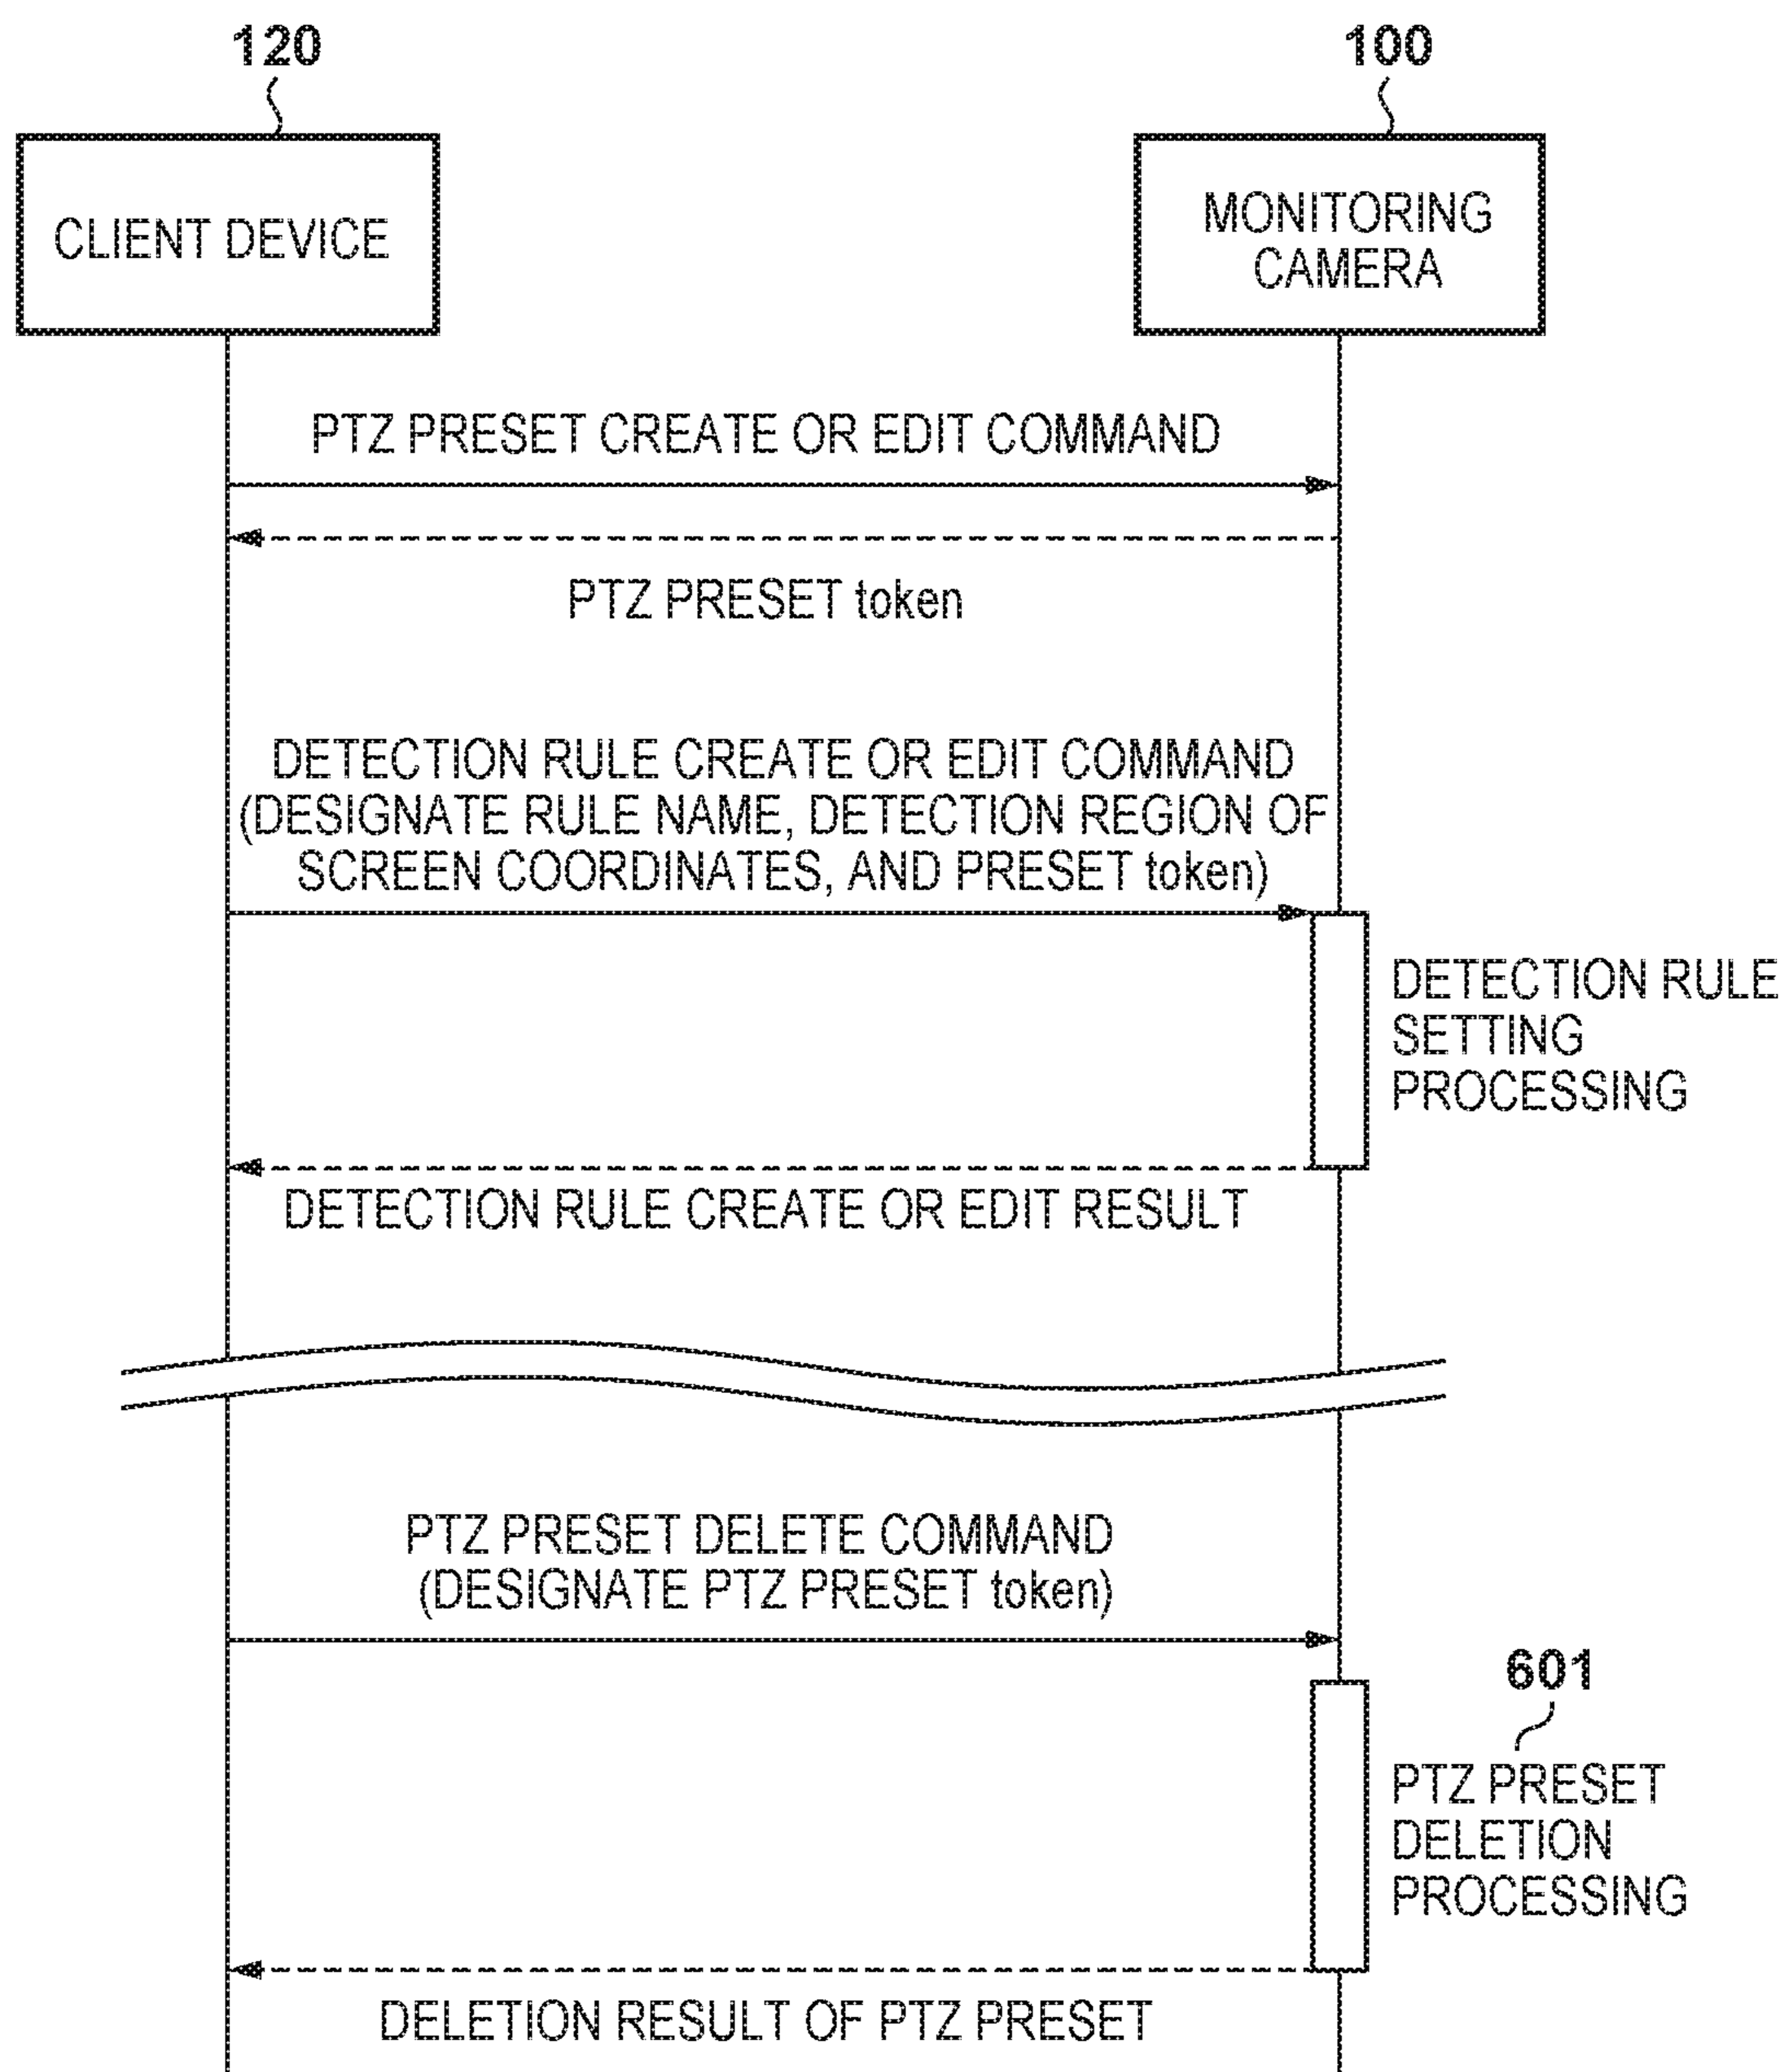 120
100
CLIENT DEVICE
MONITORING
CAMERA
PTZ PRESET CREATE OR EDIT COMMAND
PTZ PRESET token
DETECTION RULE CREATE OR EDIT COMMAND
(DESIGNATE RULE NAME, DETECTION REGION OF
SCREEN COORDINATES, AND PRESET token)
DETECTION RULE
SETTING
PROCESSING
DETECTION RULE CREATE OR EDIT RESULT
PTZ PRESET DELETE COMMAND
(DESIGNATE PTZ PRESET token)
601
PTZ PRESET
DELETION
PROCESSING
DELETION RESULT OF PTZ PRESET